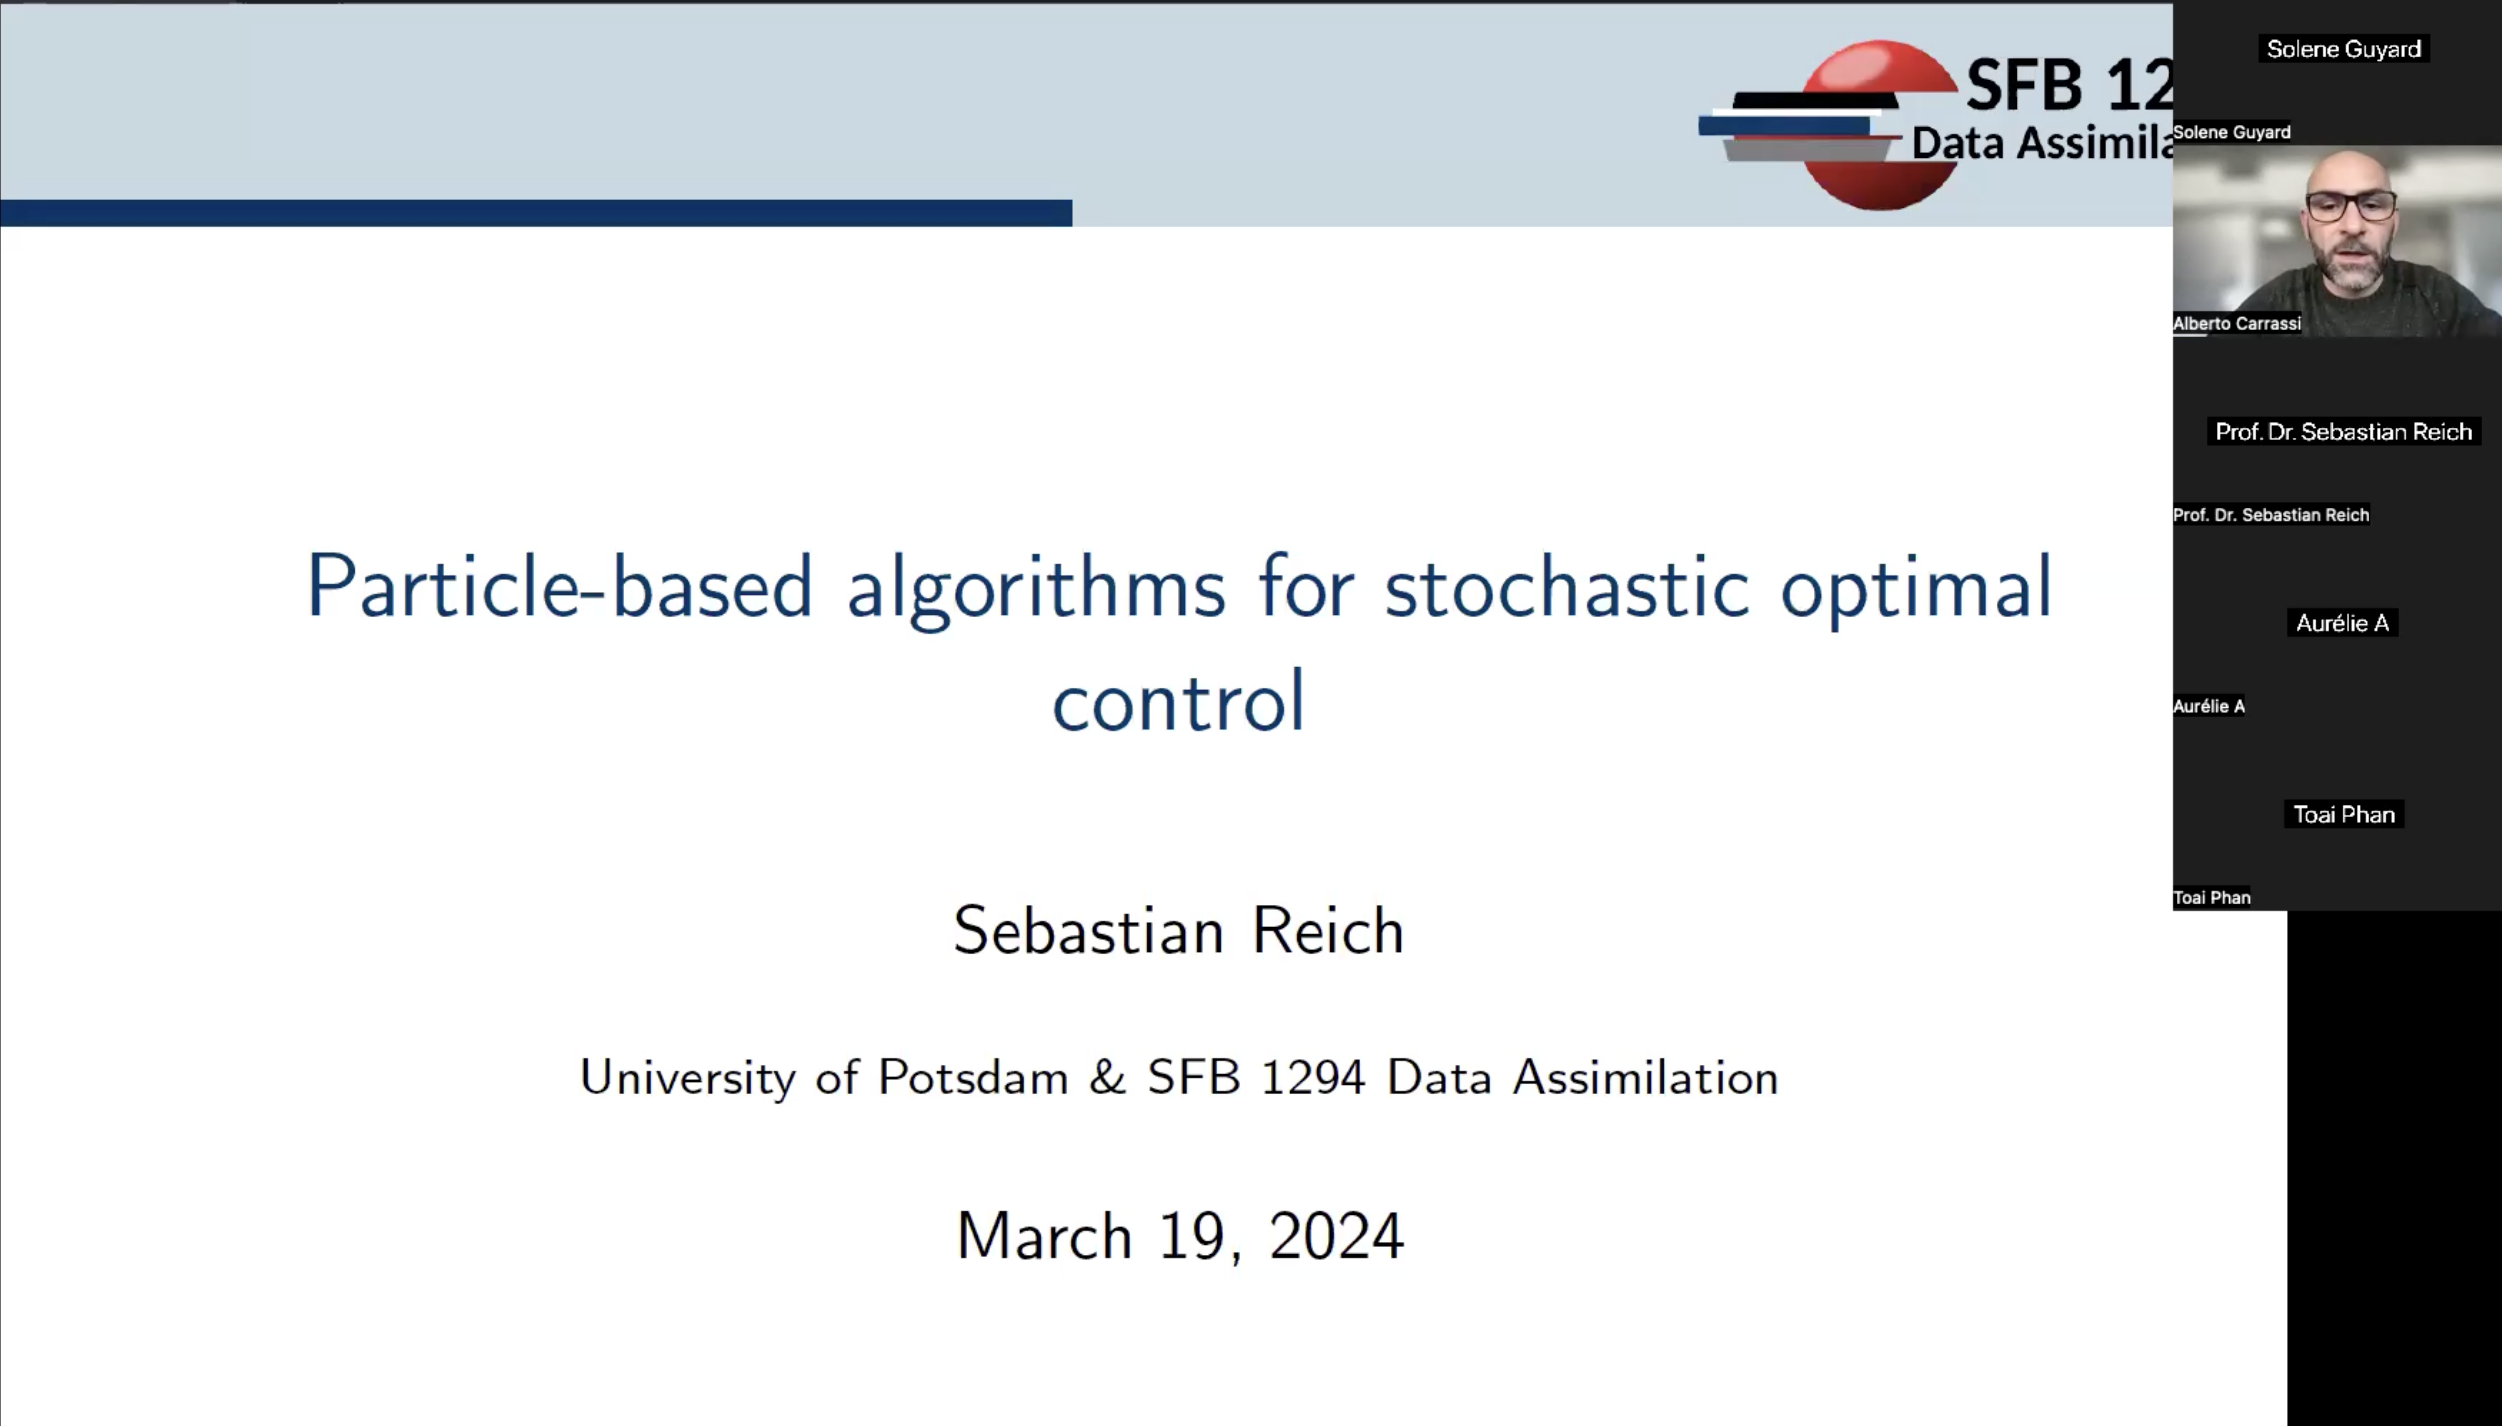 SFB 12
Data Assimila
Particle-based algorithms for stochastic optimal
control
Sebastian Reich
University of Potsdam & SFB 1294 Data Assimilation
March 19, 2024
Solene Guyard
Solene Guyard
Alberto Carrassi
Prof. Dr. Sebastian Reich
Prof. Dr. Sebastian Reich
Aurélie A
Aurélie A
Toai Phan
Toai Phan